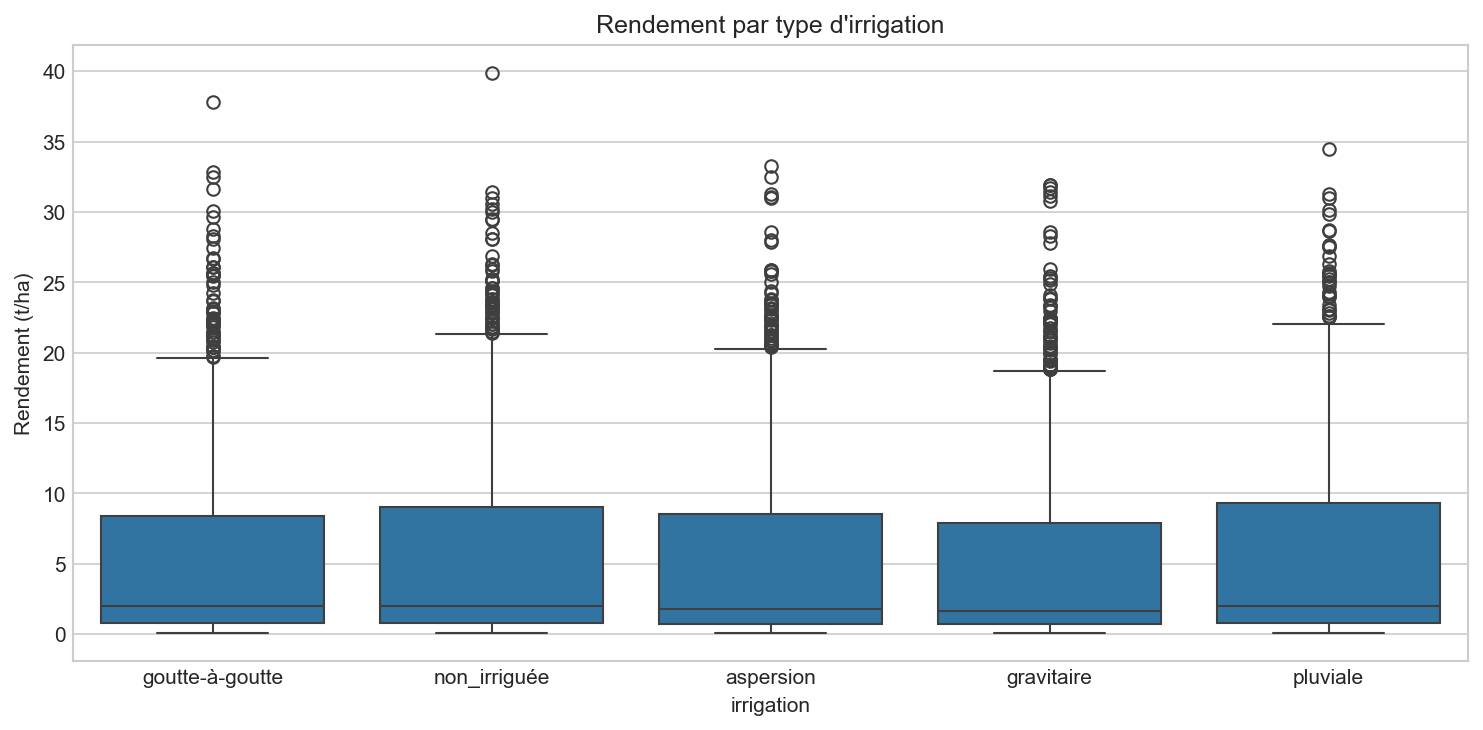 Rendement par type d'irrigation
Rendement (t/ha)
40
35
30
25
20
15
10
5
0
goutte-à-goutte
non_irriguée
aspersion
gravitaire
pluviale
irrigation